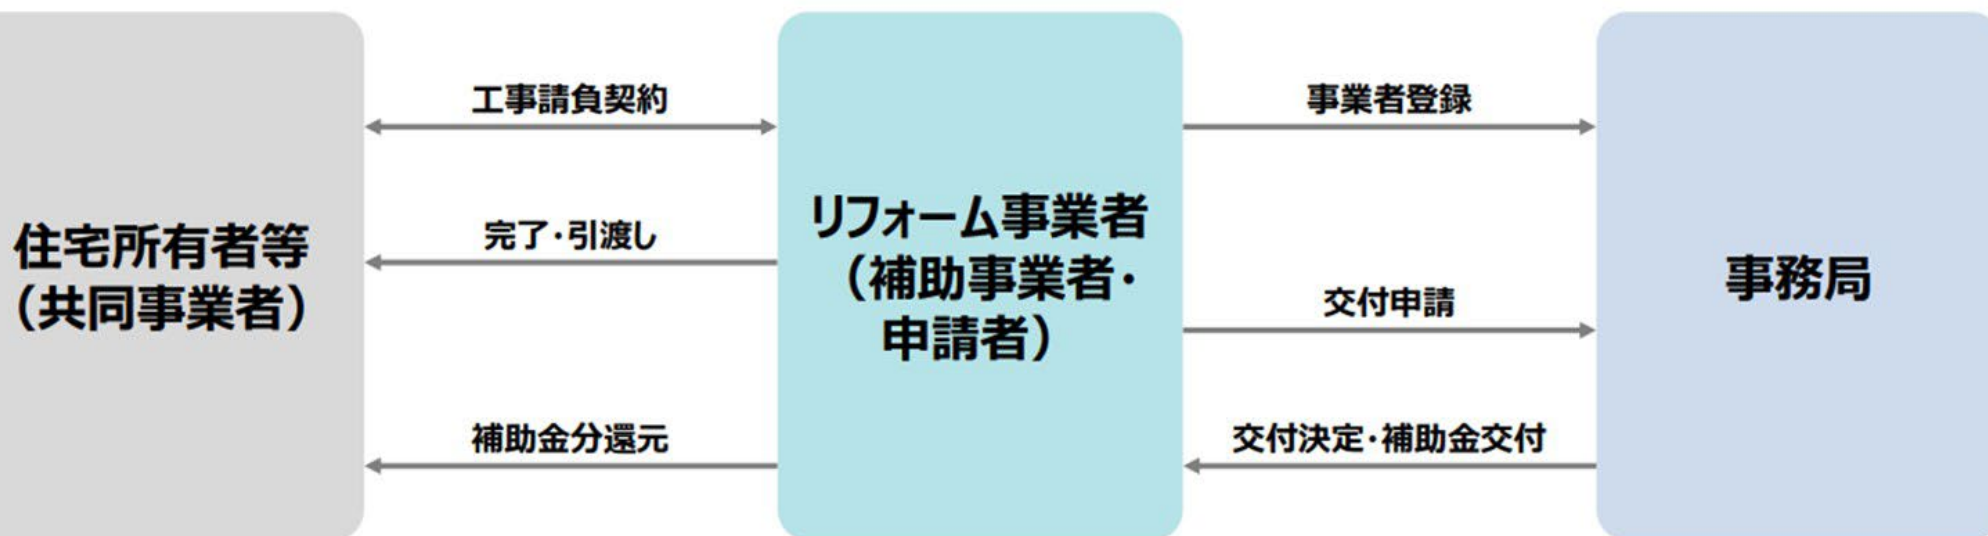 工事請負契約
事業者登録
完了・引渡し
住宅所有者等
(共同事業者)
リフォーム事業者
(補助事業者・
申請者)
事務局
交付申請
補助金分還元
交付決定・補助金交付